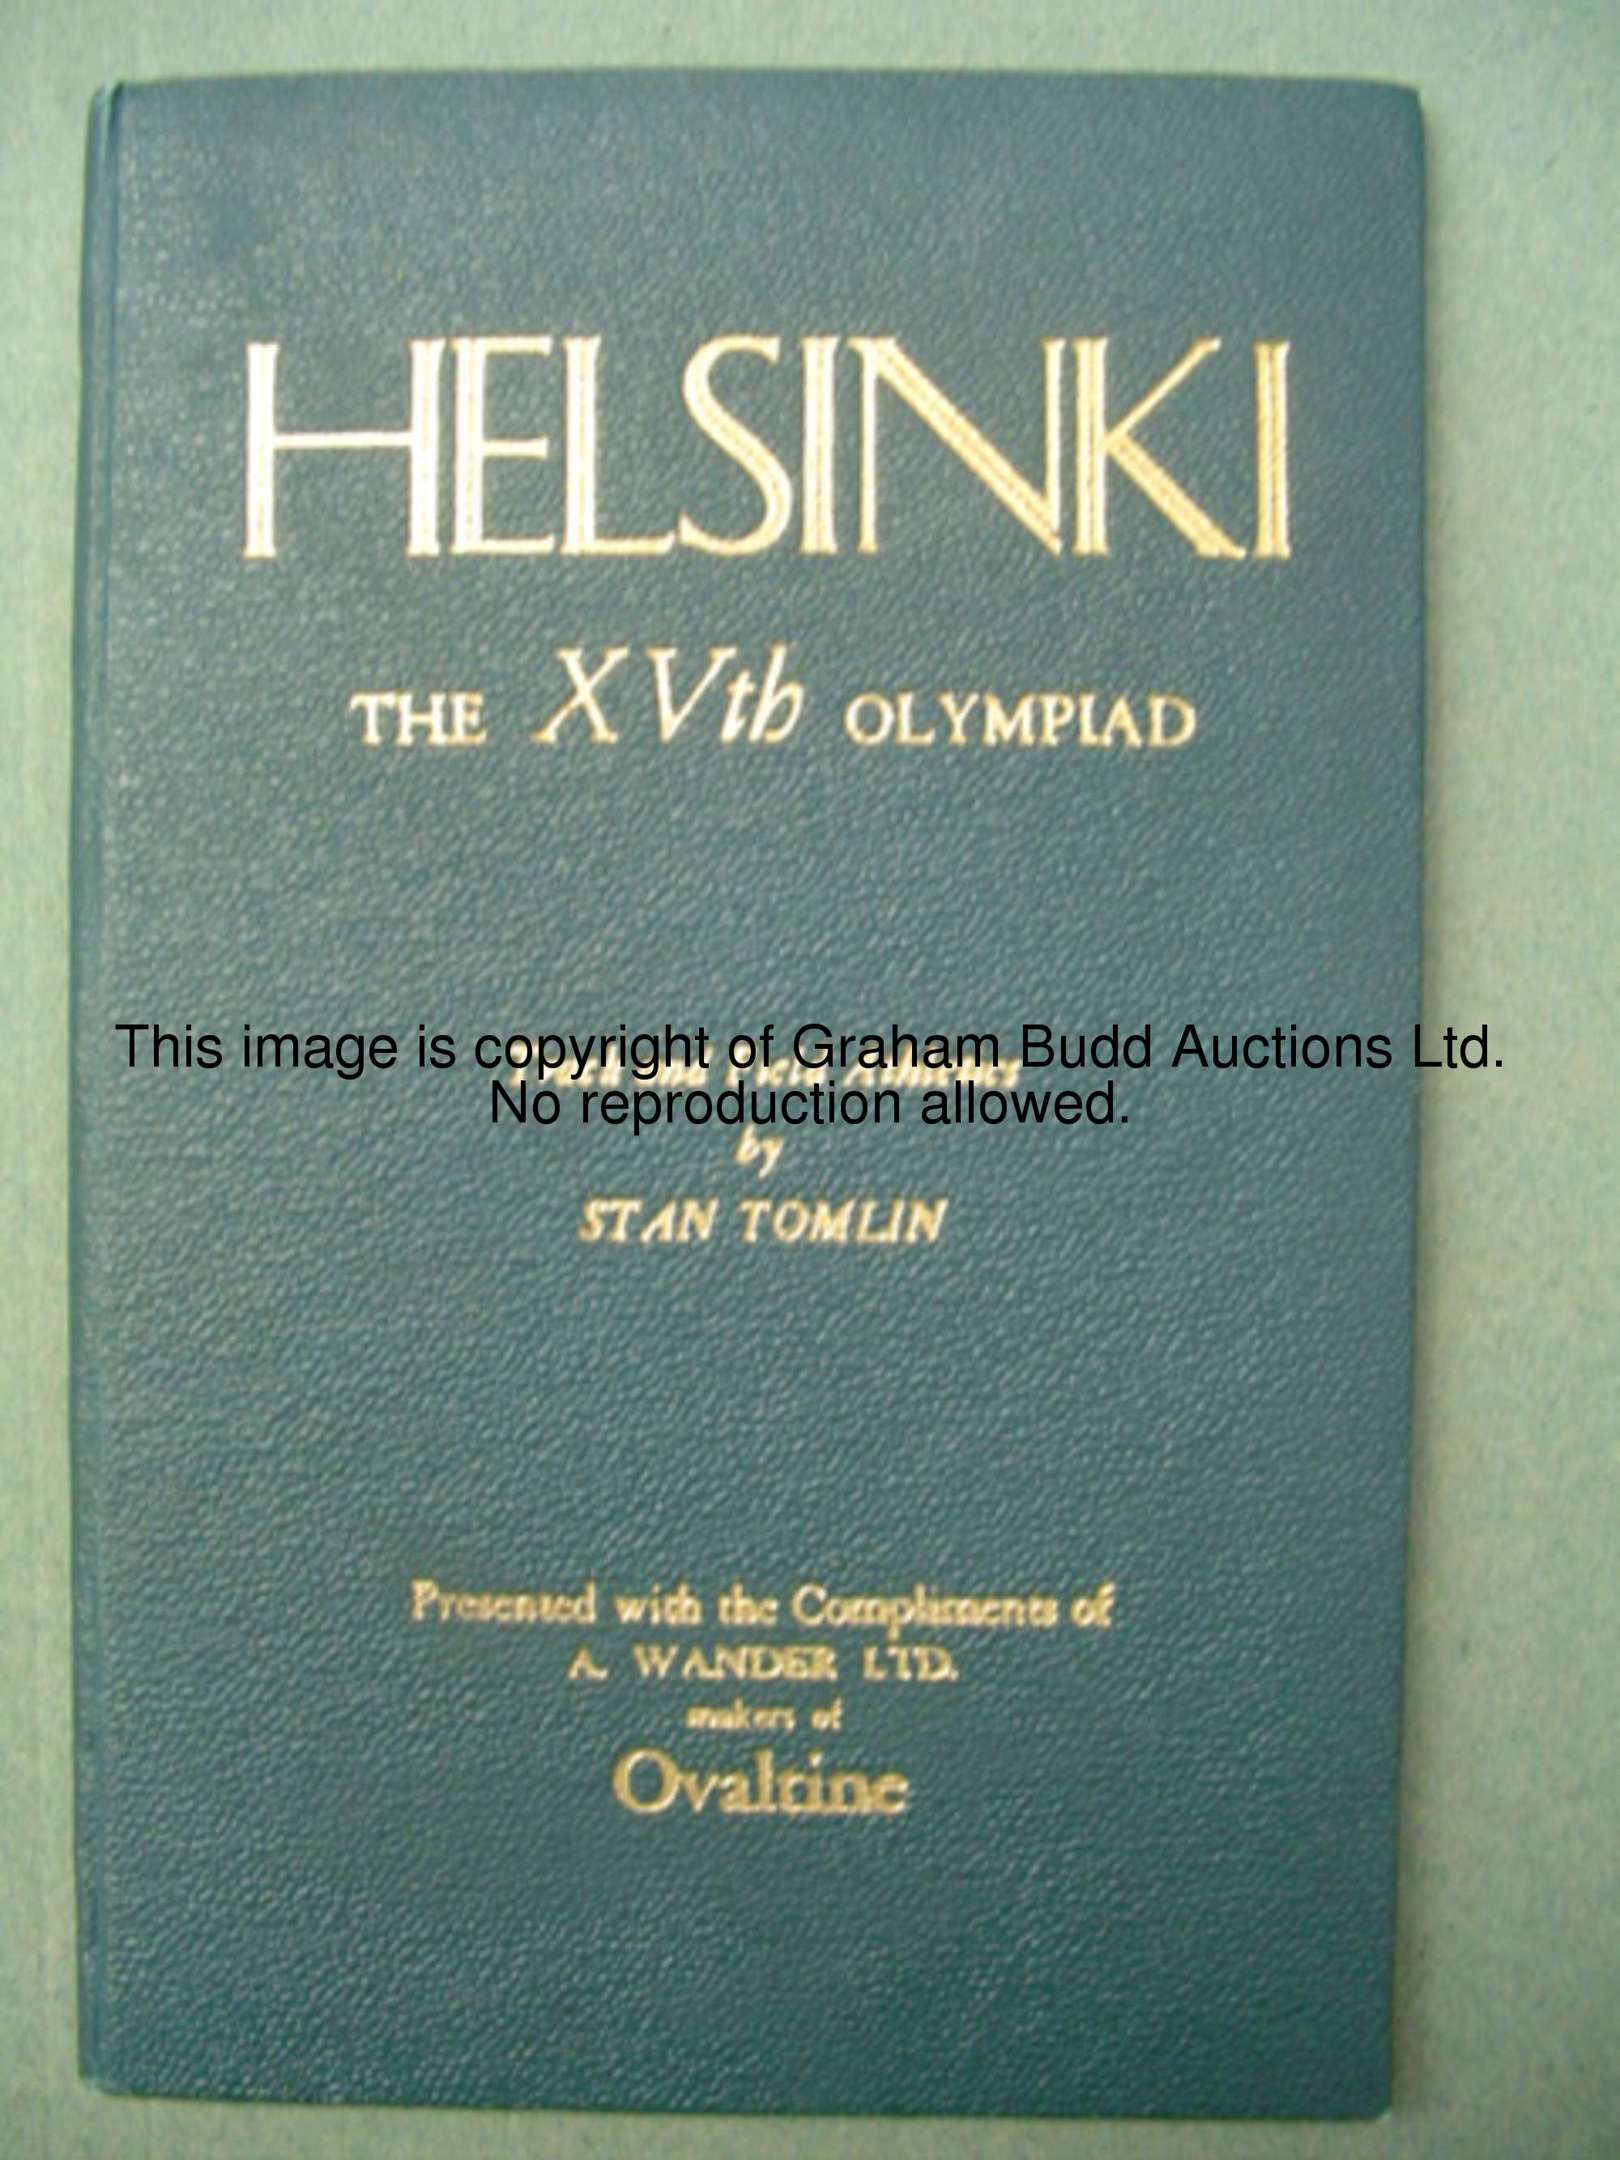 HELSINKI
THE XVth OLYMPIAD
This image is copyright of Graham Budd Auctions Ltd.
No reproduction allowed.
by
STAN TOMLIN
Presented with the Compliments of
A. WANDER LTD.
makers of
Ovaltine